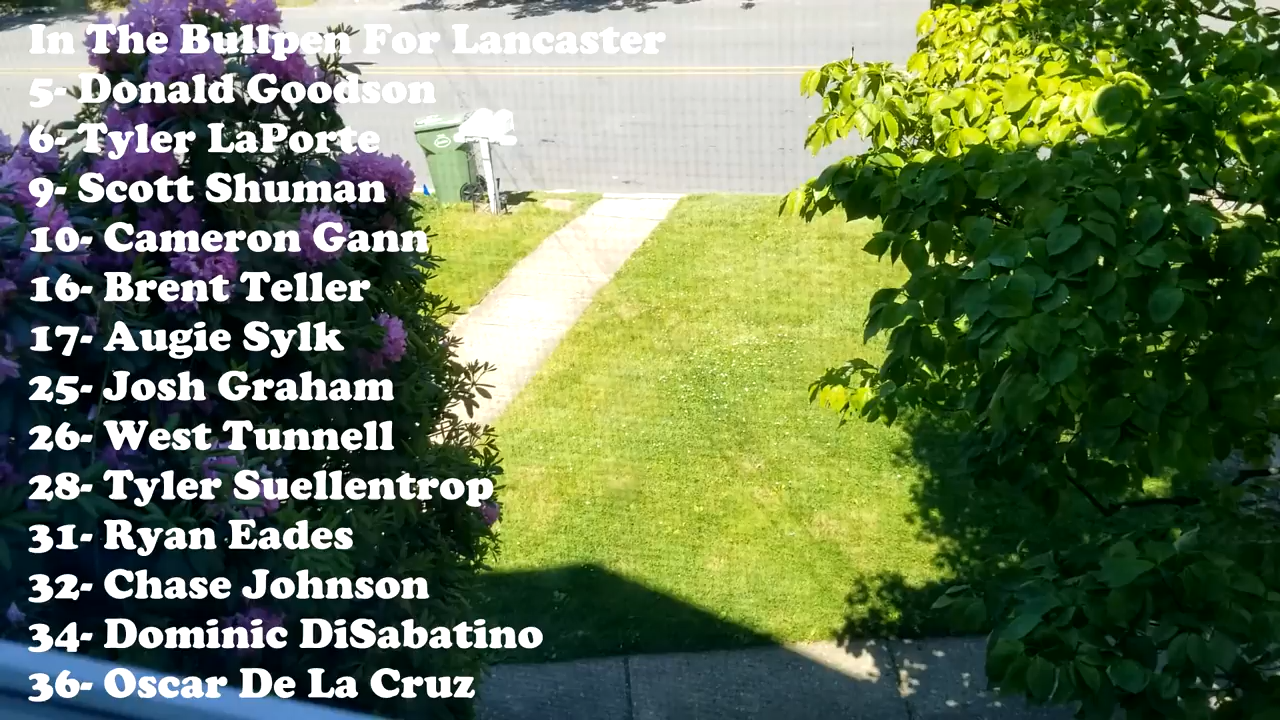 In The Bullpen For Lancaster
5- Donald Goodson
6- Tyler LaPorte
9- Scott Shuman
10- Cameron Gann
16- Brent Teller
17- Augie Sylk
25- Josh Graham
26- West Tunnell
28- Tyler Suellentrop
31- Ryan Eades
32- Chase Johnson
34- Dominic DiSabatino
36- Oscar De La Cruz